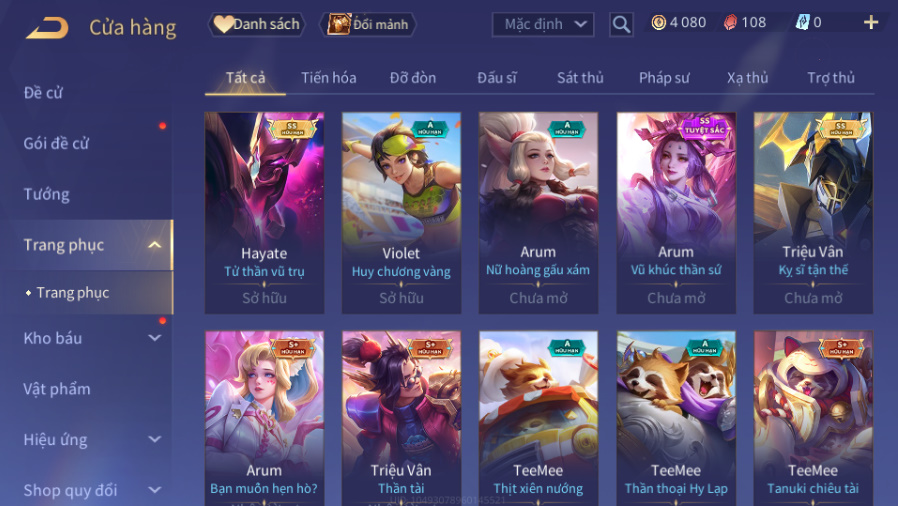 Cửa hàng
Danh sách
Đổi mảnh
Mặc định
4 080
108
0
Tất cả
Tiến hóa
Đỡ đòn
Đấu sĩ
Sát thủ
Pháp sư
Xạ thủ
Trợ thủ
Đề cử
Gói đề cử
Tướng
Trang phục
Trang phục
Kho báu
Vật phẩm
Hiệu ứng
Shop quy đổi
SS
HỮU HẠN
Hayate
Tử thần vũ trụ
Sở hữu
A
HỮU HẠN
Violet
Huy chương vàng
Sở hữu
A
HỮU HẠN
Arum
Nữ hoàng gấu xám
Chưa mở
SS
TUYỆT SẮC
Arum
Vũ khúc thần sứ
Chưa mở
SS
HỮU HẠN
Triệu Vân
Kỵ sĩ tận thế
Chưa mở
S+
HỮU HẠN
Arum
Bạn muốn hẹn hò?
S+
HỮU HẠN
Triệu Vân
Thần tài
A
HỮU HẠN
TeeMee
Thịt xiên nướng
A
HỮU HẠN
TeeMee
Thần thoại Hy Lạp
S+
HỮU HẠN
TeeMee
Tanuki chiêu tài